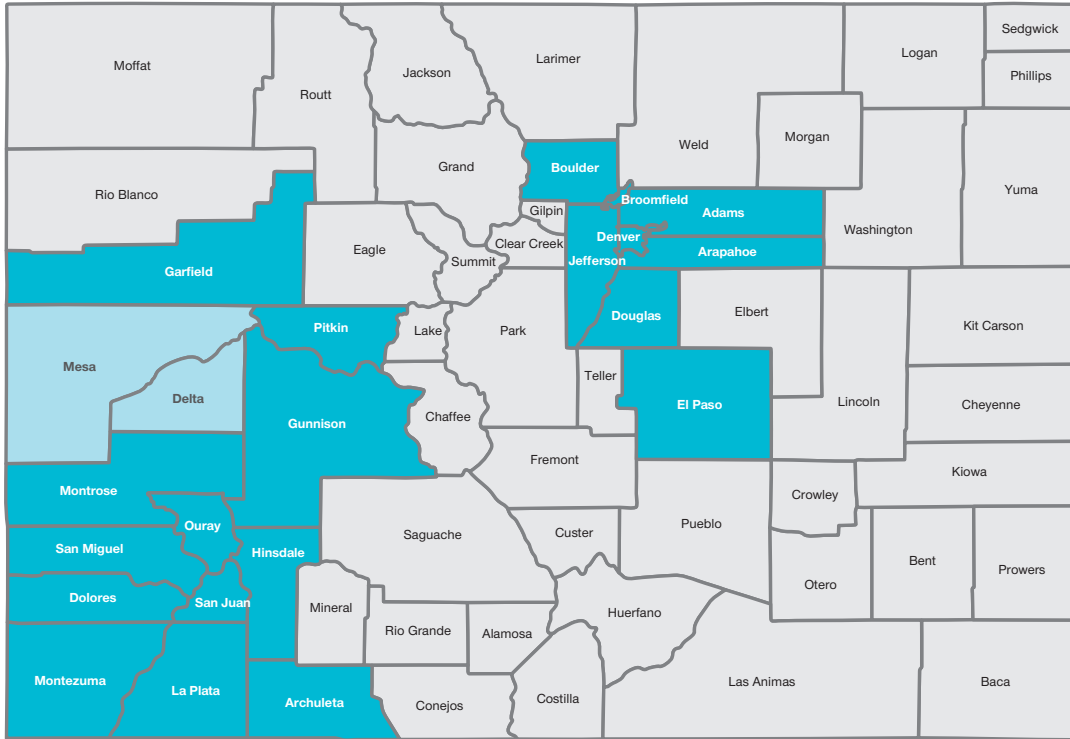 Sedgwick
Logan
Larimer
Moffat
Jackson
Phillips
Routt
Morgan
Weld
Grand
Boulder
Yuma
Rio Blanco
Broomfield
Gilpin
Adams
Washington
Denver
Clear Creek
Eagle
Arapahoe
Jefferson
Summit
Garfield
Elbert
Douglas
Kit Carson
Pitkin
Lake
Park
Mesa
Teller
Delta
Lincoln
El Paso
Cheyenne
Chaffee
Gunnison
Fremont
Kiowa
Montrose
Crowley
Pueblo
Ouray
Custer
Saguache
San Miguel
Hinsdale
Bent
Prowers
Otero
Dolores
San Juan
Mineral
Huerfano
Rio Grande
Alamosa
Montezuma
La Plata
Las Animas
Baca
Costilla
Archuleta
Conejos